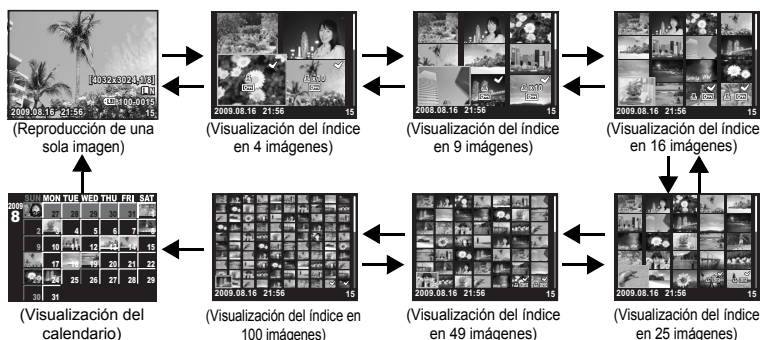 [4032x3024,1/8]
N
100-0015
2009.08.16 21:56 15
(Reproducción de una
sola imagen)
x10
2009.08.16 21:56 15
(Visualización del índice
en 4 imágenes)
x10
2008.08.16 21:56 15
(Visualización del índice
en 9 imágenes)
2009.08.16 21:56 15
(Visualización del índice
en 16 imágenes)
SUN MON TUE WED THU FRI SAT
2009
8
27 28 29 30 31 1
2 3 4 5 6 7 8
9 10 11 12 13 14 15
17 18 19 20 21 22
23 24 25 26 27 28 29
30 31
(Visualización del
calendario)
(Visualización del índice en
100 imágenes)
2009.08.16 21:56 15
(Visualización del índice
en 49 imágenes)
2009.08.16 21:56 15
(Visualización del índice
en 25 imágenes)